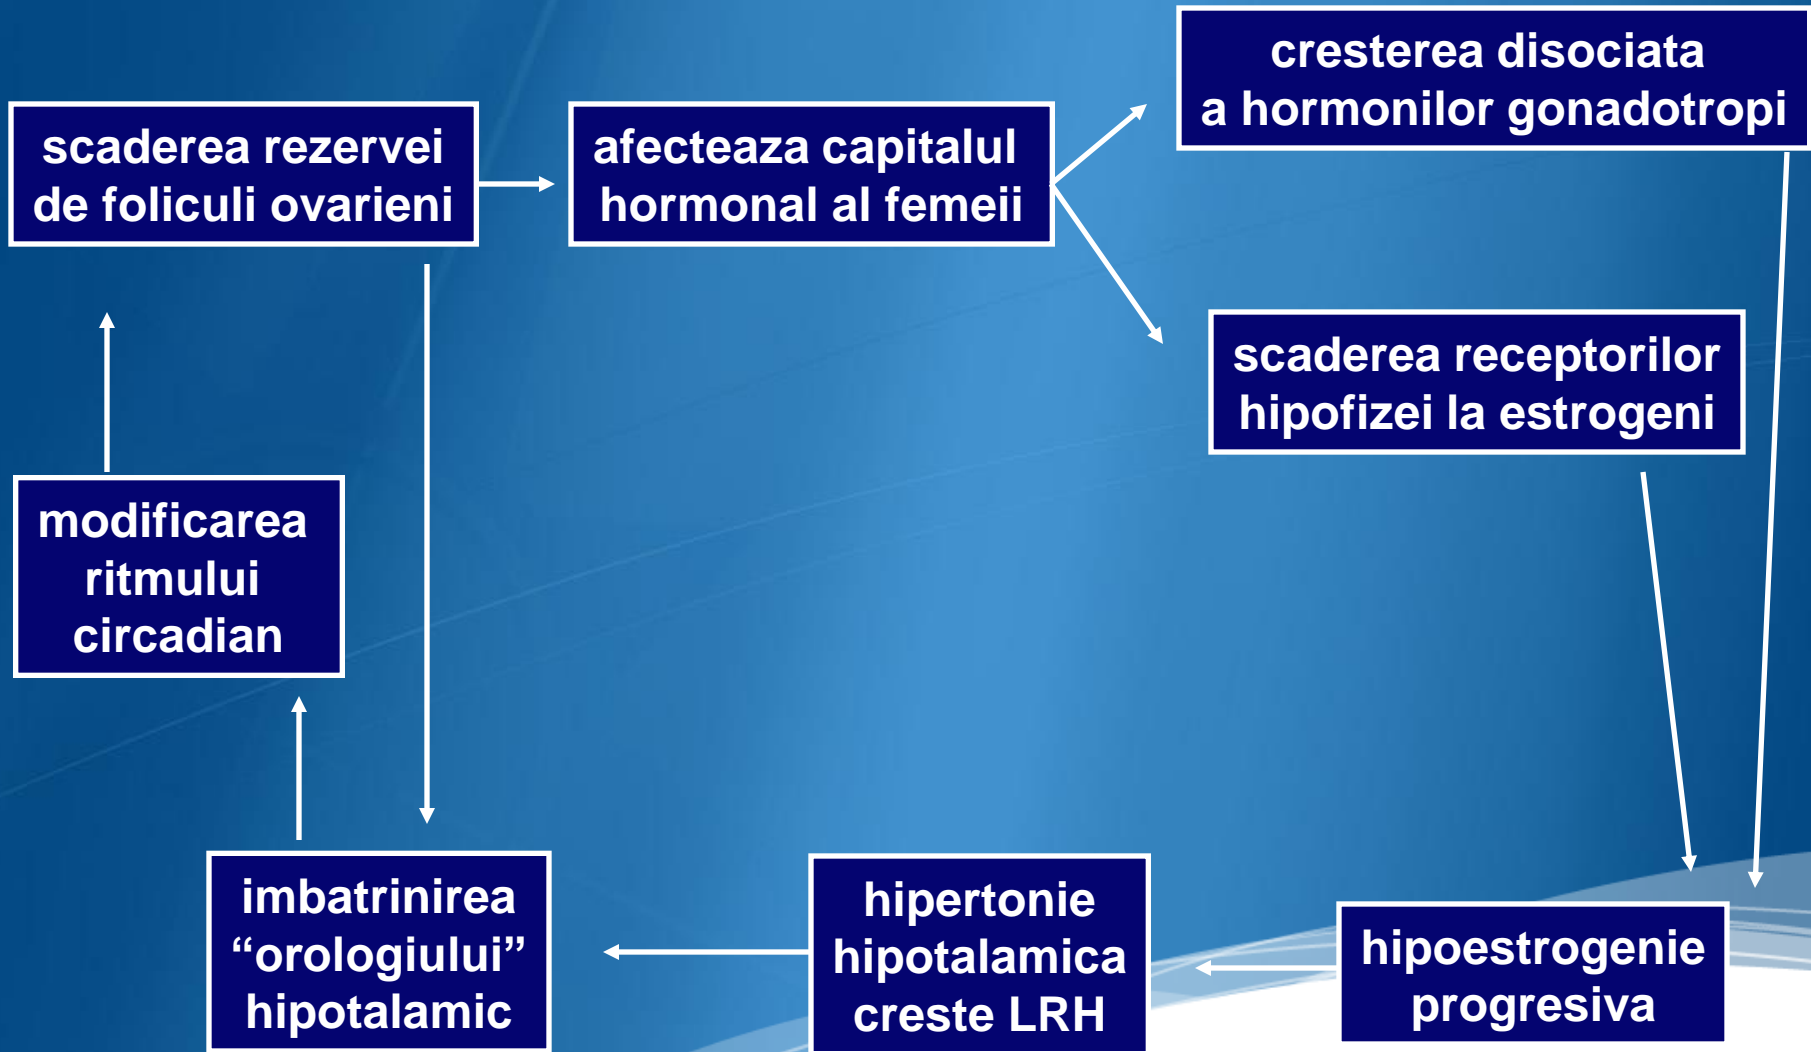 cresterea disociata
a hormonilor gonadotropi
scaderea rezervei
de foliculi ovarieni
afecteaza capitalul
hormonal al femeii
scaderea receptorilor
hipofizei la estrogeni
modificarea
ritmului
circadian
imbatrinirea
“orologiului”
hipotalamic
hipertonie
hipotalamica
creste LRH
hipoestrogenie
progresiva